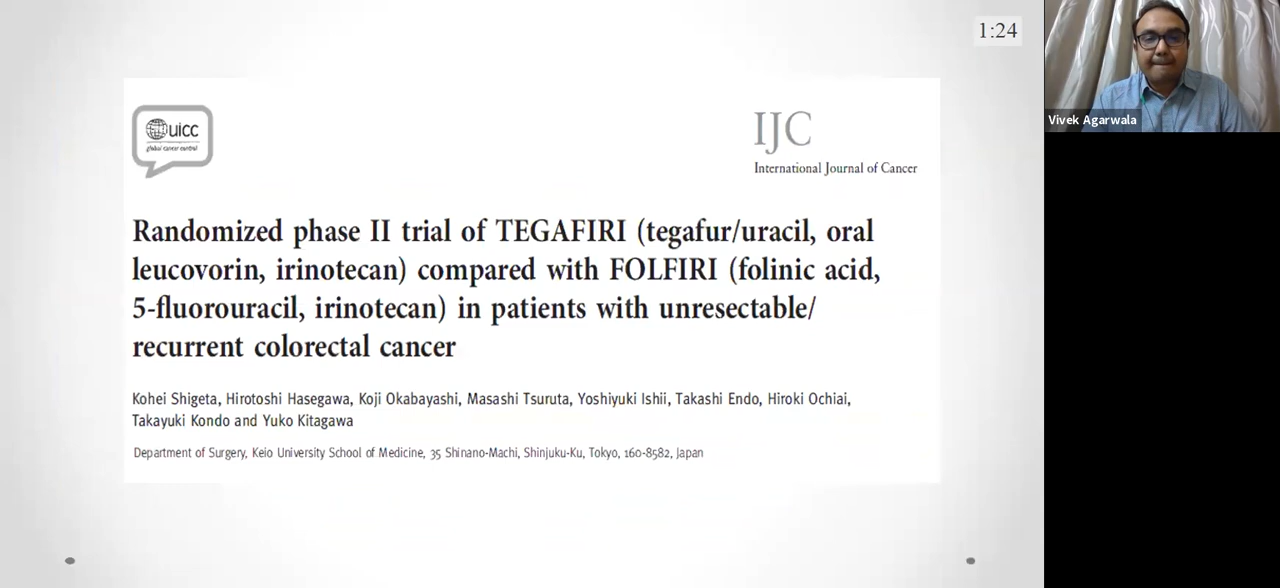 1:24
Vivek Agarwala
uicc
global cancer control
IJC
International Journal of Cancer
Randomized phase II trial of TEGAFIRI (tegafur/uracil, oral
leucovorin, irinotecan) compared with FOLFIRI (folinic acid,
5-fluorouracil, irinotecan) in patients with unresectable/
recurrent colorectal cancer
Kohei Shigeta, Hirotoshi Hasegawa, Koji Okabayashi, Masashi Tsuruta, Yoshiyuki Ishii, Takashi Endo, Hiroki Ochiai,
Takayuki Kondo and Yuko Kitagawa
Department of Surgery, Keio University School of Medicine, 35 Shinano-Machi, Shinjuku-Ku, Tokyo, 160-8582, Japan